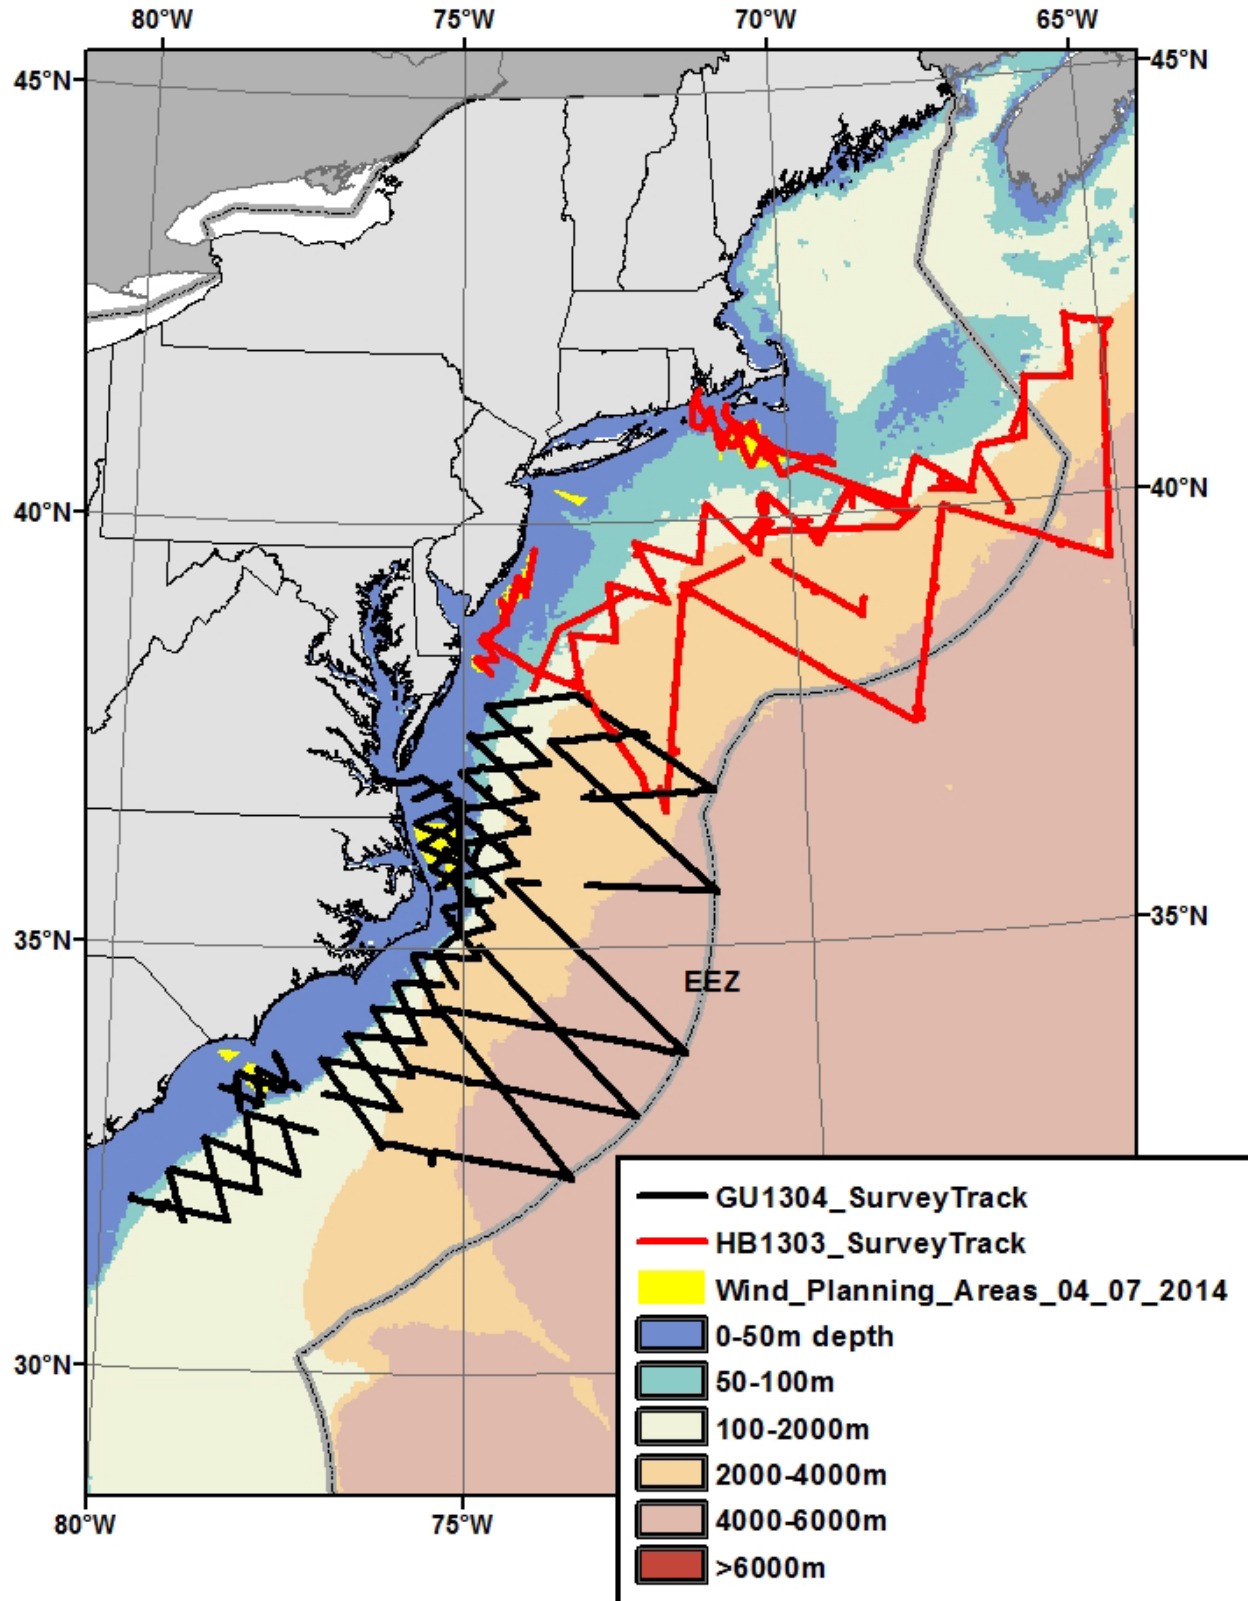 80°W 75°W 70°W 65°W
45°N 45°N
40°N 40°N
35°N 35°N
EEZ
30°N
80°W 75°W
GU1304_SurveyTrack
HB1303_SurveyTrack
Wind_Planning_Areas_04_07_2014
0-50m depth
50-100m
100-2000m
2000-4000m
4000-6000m
>6000m